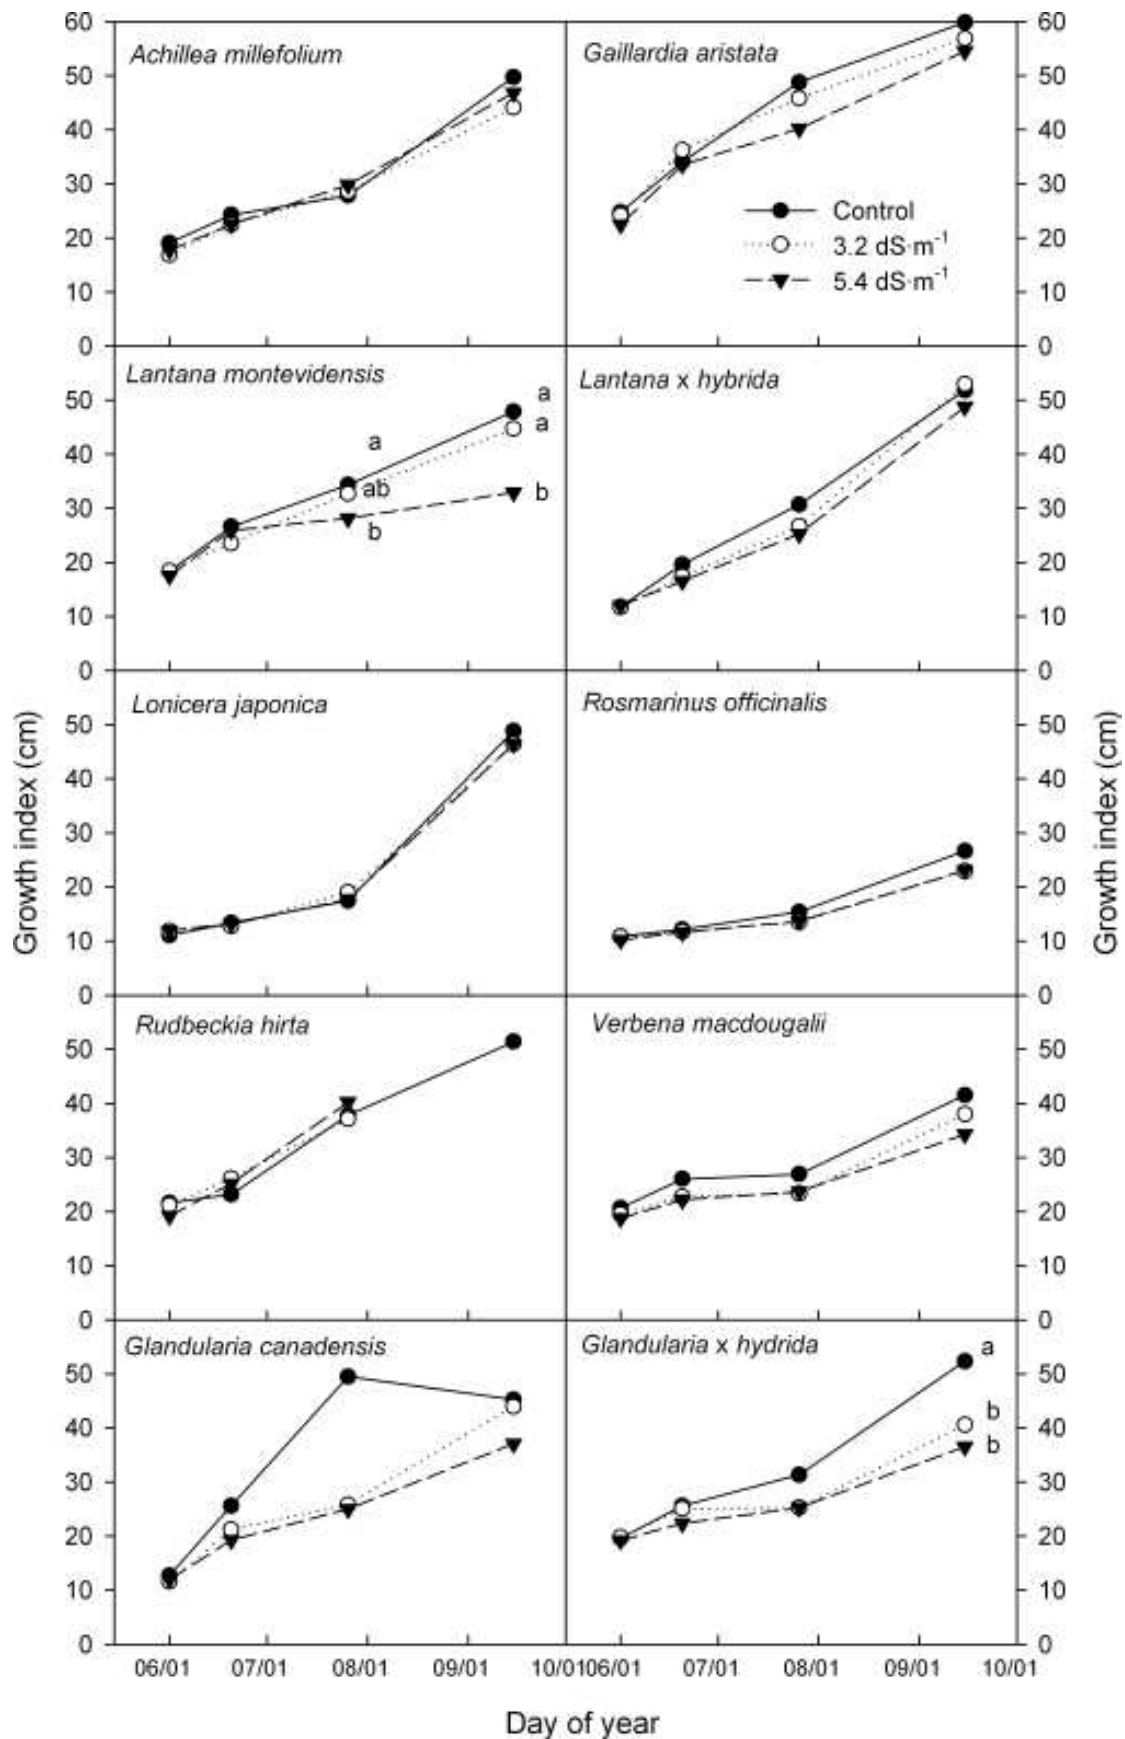 60
50
40
30
20
10
0
Achillea millefolium
Gaillardia aristata
60
50
40
30
20
10
0
Control
3.2 dS·m⁻¹
5.4 dS·m⁻¹
50
40
30
20
10
0
Lantana montevidensis
a
a
a
ab
b
b
Lantana x hybrida
50
40
30
20
10
0
Growth index (cm)
50
40
30
20
10
0
Lonicera japonica
Rosmarinus officinalis
50
40
30
20
10
0
Growth index (cm)
50
40
30
20
10
0
Rudbeckia hirta
Verbena macdougalii
50
40
30
20
10
0
50
40
30
20
10
0
Glandularia canadensis
Glandularia x hydrida
a
b
b
50
40
30
20
10
0
06/01 07/01 08/01 09/01 10/01 06/01 07/01 08/01 09/01 10/01
Day of year